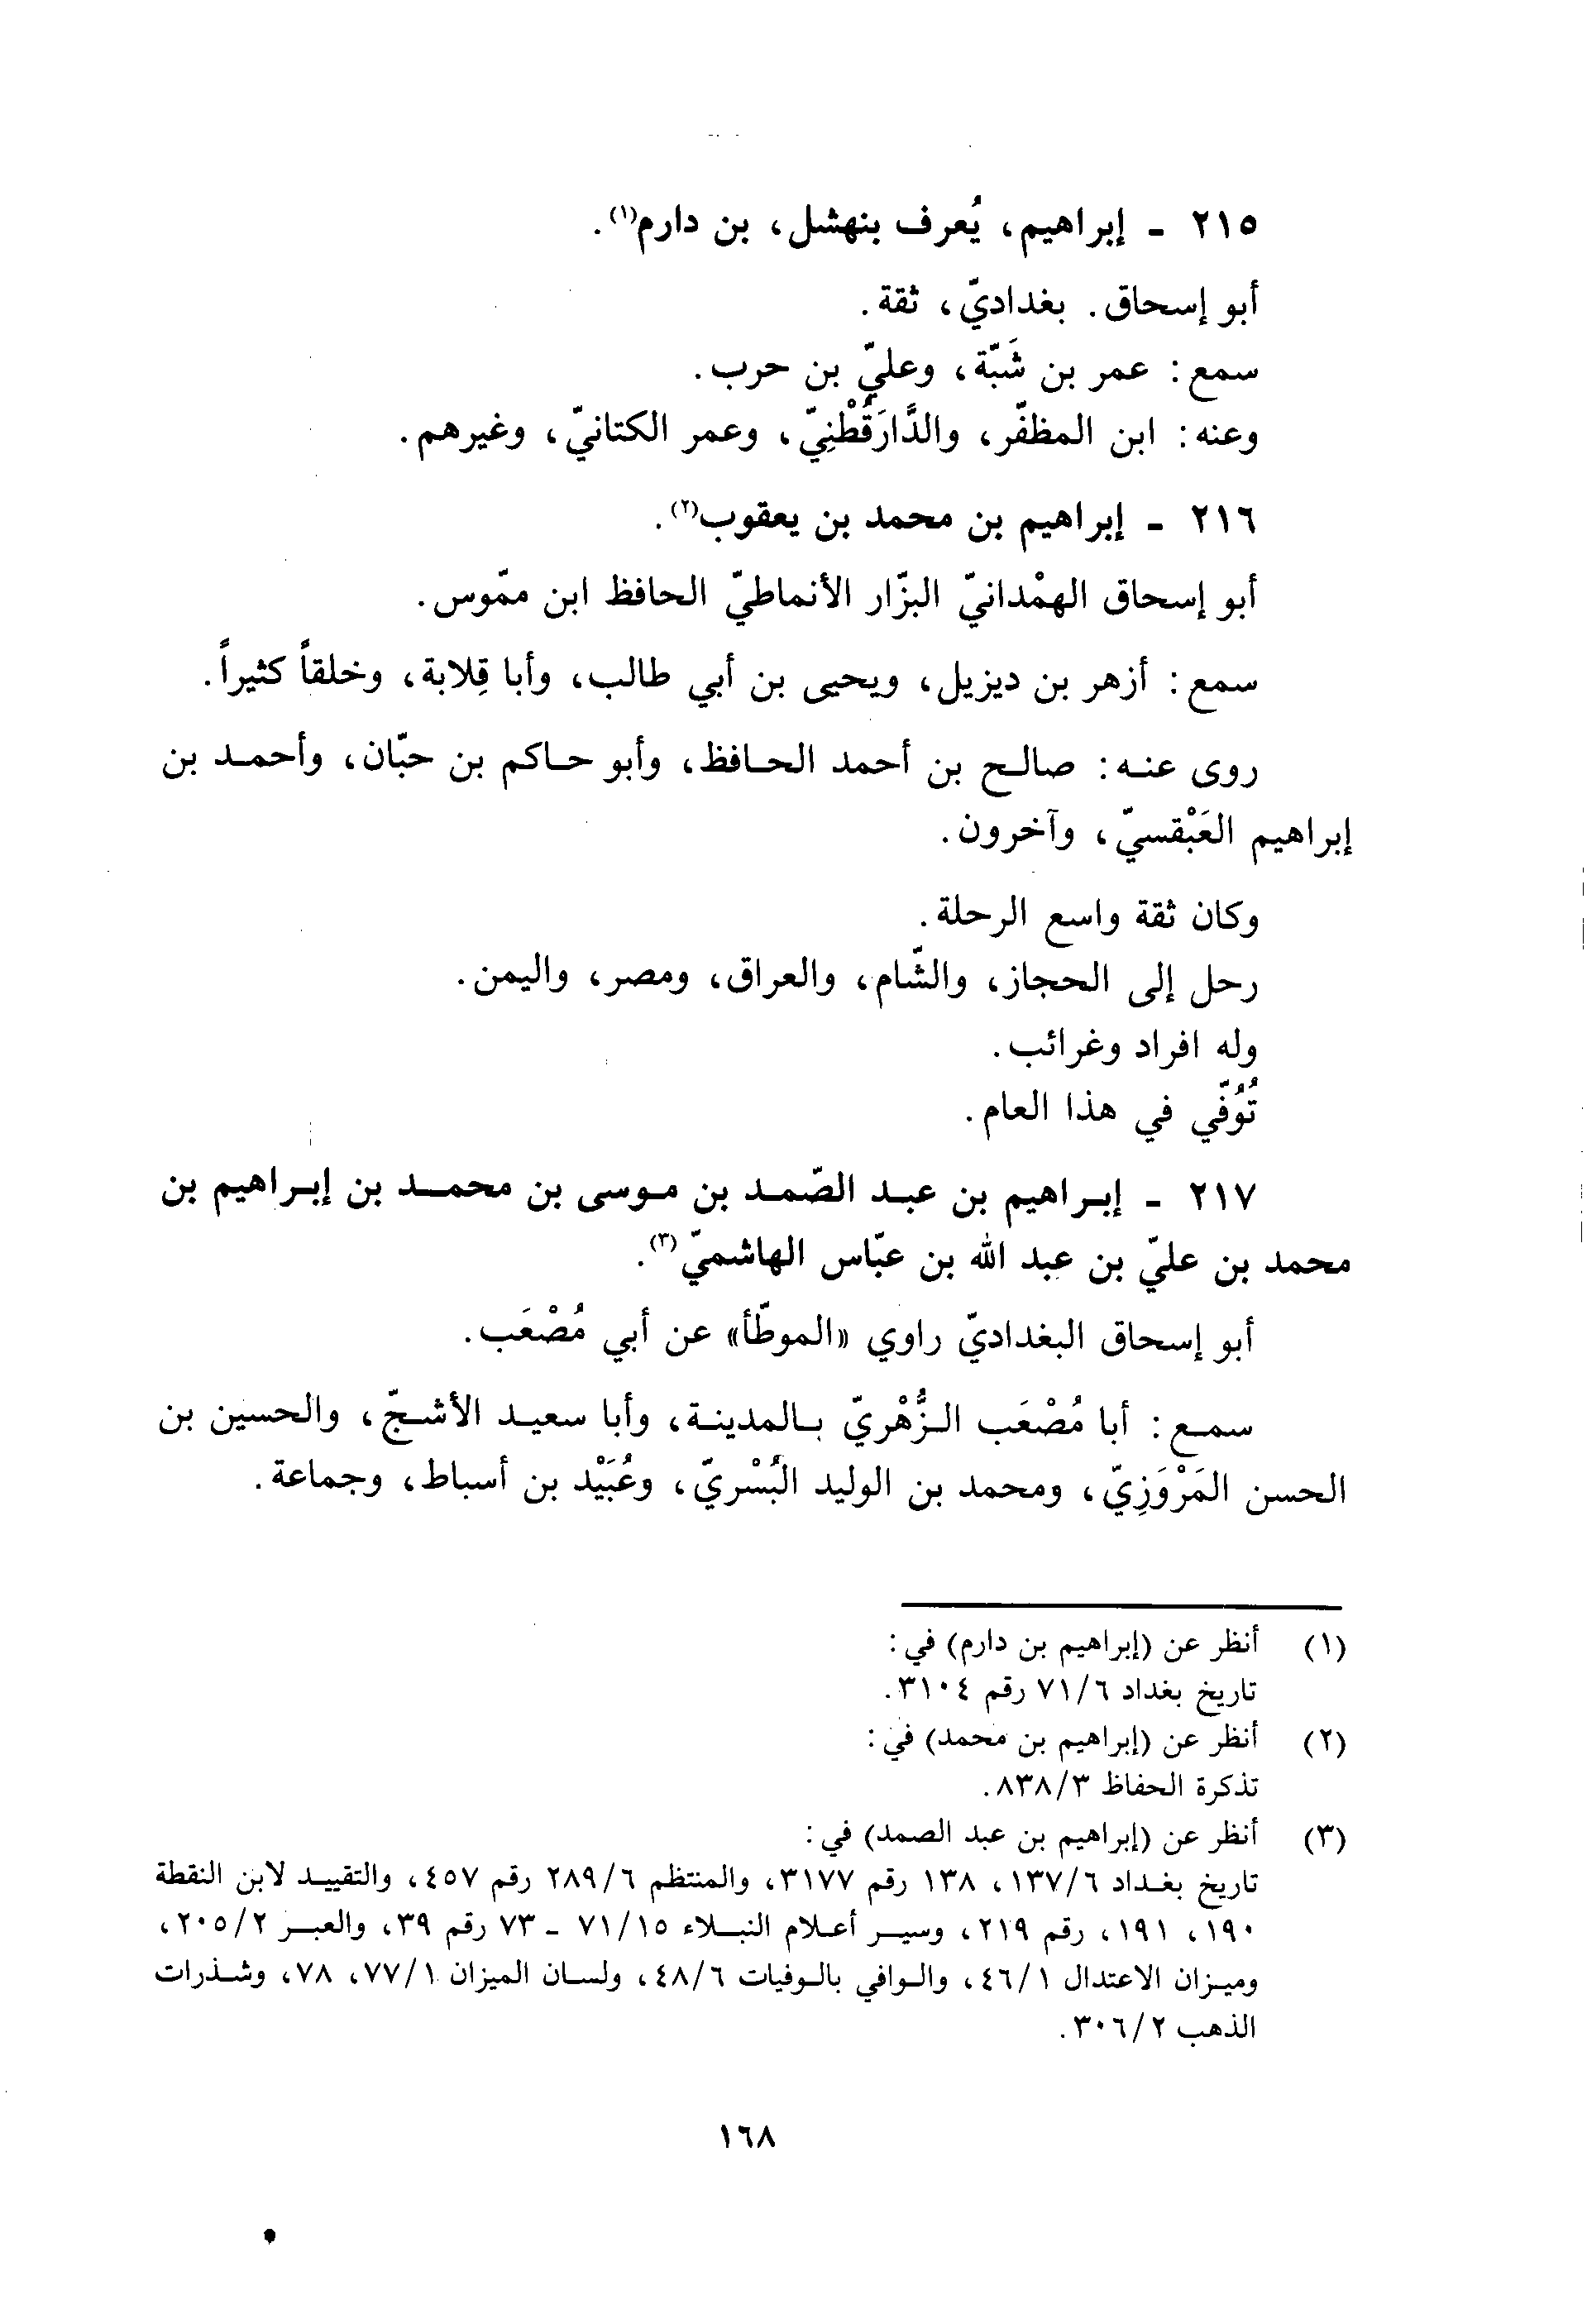 ٢١٥ - إبراهيم، يُعرف بنهشل، بن دارم(١).
أبو إسحاق. بغداديّ، ثقة.
سمع: عمر بن شَبّة، وعليّ بن حرب.
وعنه: ابن المظفّر، والدَّارَقُطْنِيّ، وعمر الكتانيّ، وغيرهم.
٢١٦ - إبراهيم بن محمد بن يعقوب(٢).
أبو إسحاق الهمْدانيّ البزّار الأنماطيّ الحافظ ابن ممّوس.
سمع: أزهر بن ديزيل، ويحيى بن أبي طالب، وأبا قِلابة، وخلقاً كثيراً.
روى عنه: صالح بن أحمد الحافظ، وأبو حاكم بن حبّان، وأحمد بن
إبراهيم العَبْقسيّ، وآخرون.
وكان ثقة واسع الرحلة.
رحل إلى الحجاز، والشّام، والعراق، ومصر، واليمن.
وله افراد وغرائب.
تُوُفّي في هذا العام.
٢١٧ - إبراهيم بن عبد الصّمد بن موسى بن محمد بن إبراهيم بن
محمد بن عليّ بن عبد الله بن عبّاس الهاشميّ(٣).
أبو إسحاق البغداديّ راوي «الموطّأ» عن أبي مُصْعَب.
سمع: أبا مُصْعَب الزُّهْريّ بالمدينة، وأبا سعيد الأشجّ، والحسين بن
الحسن المَرْوَزِيّ، ومحمد بن الوليد البُسْريّ، وعُبَيْد بن أسباط، وجماعة.
(١) أنظر عن (إبراهيم بن دارم) في:
تاريخ بغداد ٧١/٦ رقم ٣١٠٤.
(٢) أنظر عن (إبراهيم بن محمد) في:
تذكرة الحفاظ ٨٣٨/٣.
(٣) أنظر عن (إبراهيم بن عبد الصمد) في:
تاريخ بغداد ١٣٧/٦، ١٣٨ رقم ٣١٧٧، والمنتظم ٢٨٩/٦ رقم ٤٥٧، والتقييد لابن النقطة
١٩٠، ١٩١، رقم ٢١٩، وسير أعلام النبلاء ٧١/١٥ - ٧٣ رقم ٣٩، والعبر ٢٠٥/٢،
وميزان الاعتدال ٤٦/١، والوافي بالوفيات ٤٨/٦، ولسان الميزان ٧٧/١، ٧٨، وشذرات
الذهب ٣٠٦/٢.
١٦٨